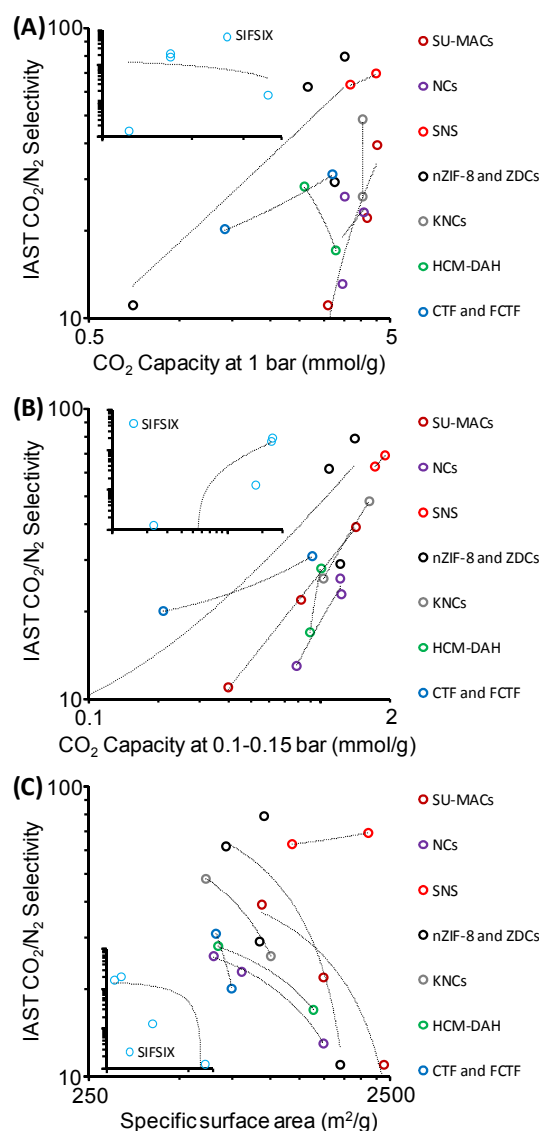 (A)
100
SIFSIX
IAST CO₂/N₂ Selectivity
10
0.5
5
CO₂ Capacity at 1 bar (mmol/g)
SU-MACs
NCs
SNS
nZIF-8 and ZDCs
KNCs
HCM-DAH
CTF and FCTF
(B)
100
SIFSIX
IAST CO₂/N₂ Selectivity
10
0.1
2
CO₂ Capacity at 0.1-0.15 bar (mmol/g)
SU-MACs
NCs
SNS
nZIF-8 and ZDCs
KNCs
HCM-DAH
CTF and FCTF
(C)
100
IAST CO₂/N₂ Selectivity
SIFSIX
10
250
2500
Specific surface area (m²/g)
SU-MACs
NCs
SNS
nZIF-8 and ZDCs
KNCs
HCM-DAH
CTF and FCTF